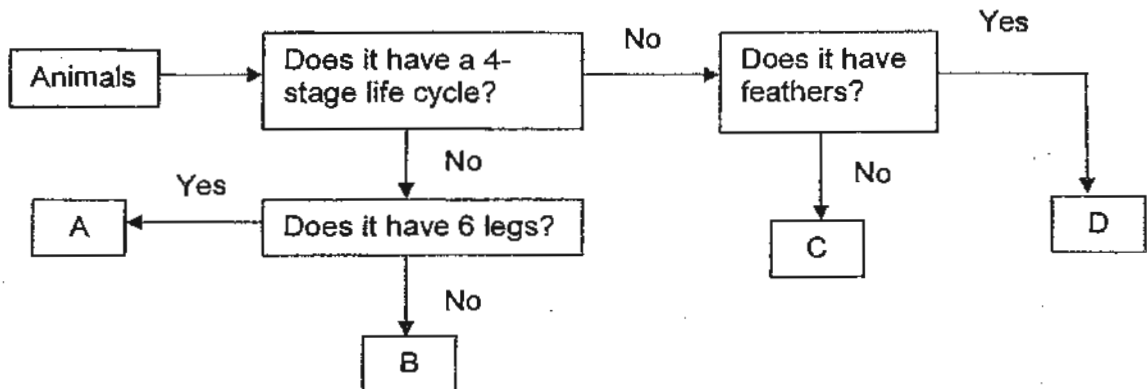 Animals
Does it have a 4-
stage life cycle?
No
Does it have
feathers?
Yes
No
Yes
A
Does it have 6 legs?
No
C
D
No
B